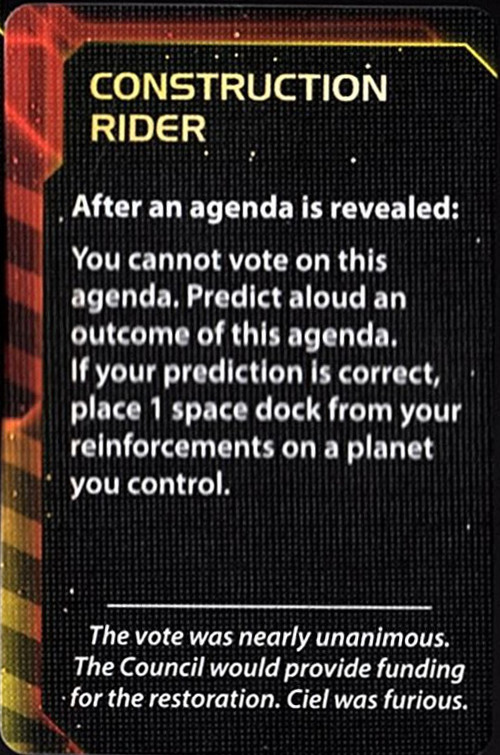 CONSTRUCTION
RIDER
After an agenda is revealed:
You cannot vote on this
agenda. Predict aloud an
outcome of this agenda.
If your prediction is correct,
place 1 space dock from your
reinforcements on a planet
you control.
The vote was nearly unanimous.
The Council would provide funding
for the restoration. Ciel was furious.